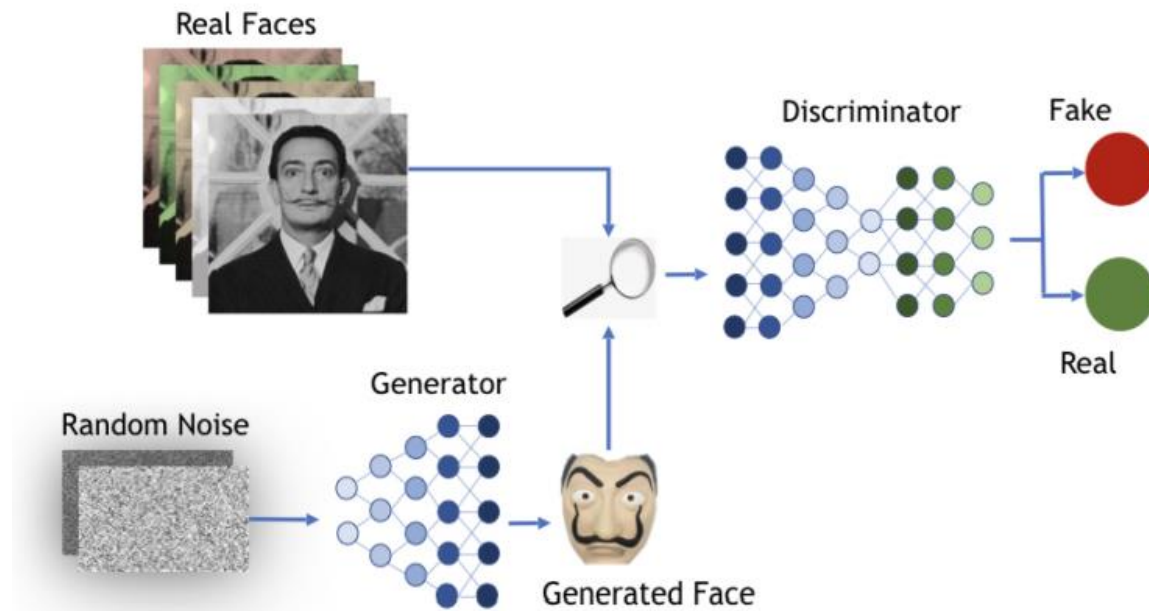 Real Faces
Discriminator
Fake
Real
Generator
Random Noise
Generated Face